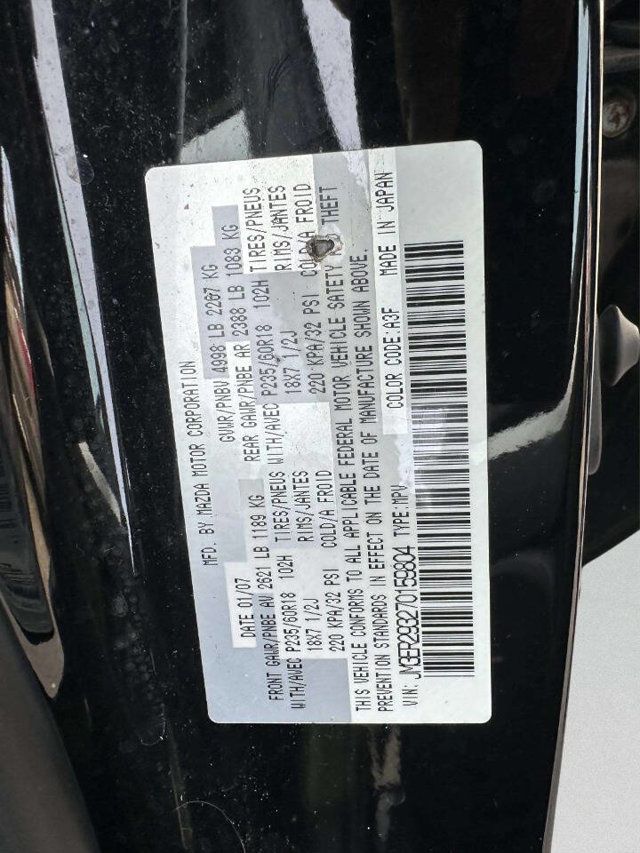 MFD. BY MAZDA MOTOR CORPORATION
DATE 01/07 GVWR/PNBV 4998 LB 2267 KG
FRONT GAWR/PNBE AV 2621 LB 1189 KG REAR GAWR/PNBE AR 2388 LB 1083 KG
WITH/AVEC P235/60R18 102H TIRES/PNEUS WITH/AVEC P235/60R18 102H TIRES/PNEUS
18X7 1/2J RIMS/JANTES 18X7 1/2J RIMS/JANTES
220 KPA/32 PSI COLD/A FROID 220 KPA/32 PSI COLD/A FROID
THIS VEHICLE CONFORMS TO ALL APPLICABLE FEDERAL MOTOR VEHICLE SAFETY THEFT
PREVENTION STANDARDS IN EFFECT ON THE DATE OF MANUFACTURE SHOWN ABOVE.
VIN: JM3ER293270159804 TYPE:MPV COLOR CODE:A3F MADE IN JAPAN